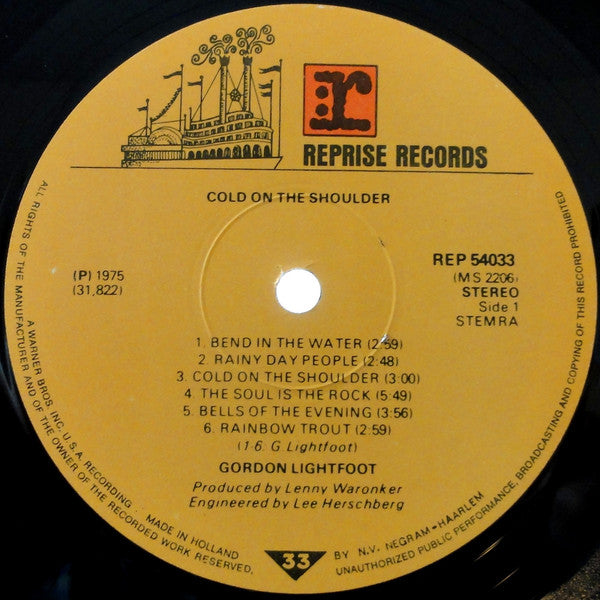 r
REPRISE RECORDS
COLD ON THE SHOULDER
(P) 1975
(31,822)
REP 54033
(MS 2206)
STEREO
Side 1
STEMRA
1. BEND IN THE WATER (2:59)
2. RAINY DAY PEOPLE (2:48)
3. COLD ON THE SHOULDER (3:00)
4. THE SOUL IS THE ROCK (5:49)
5. BELLS OF THE EVENING (3:56)
6. RAINBOW TROUT (2:59)
(1-6. G. Lightfoot)
GORDON LIGHTFOOT
Produced by Lenny Waronker
Engineered by Lee Herschberg
ALL RIGHTS OF THE MANUFACTURER AND OF THE OWNER OF THE RECORDED WORK RESERVED.
A WARNER BROS. INC. U.S.A. RECORDING. MADE IN HOLLAND
33
BY N.V. NEGRAM-HAARLEM
UNAUTHORIZED PUBLIC PERFORMANCE, BROADCASTING AND COPYING OF THIS RECORD PROHIBITED